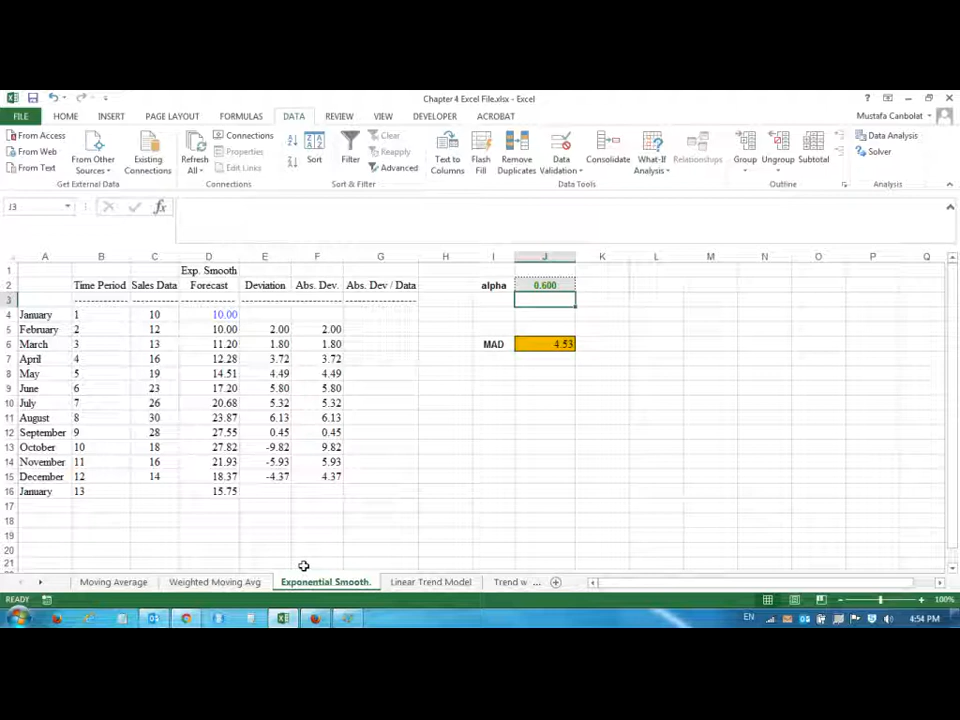 Chapter 4 Excel File.xlsx - Excel
FILE HOME INSERT PAGE LAYOUT FORMULAS DATA REVIEW VIEW DEVELOPER ACROBAT Mustafa Canbolat
From Access
From Web
From Text
From Other Sources
Existing Connections
Get External Data
Refresh All
Connections
Properties
Edit Links
Connections
Sort
Filter
Clear
Reapply
Advanced
Sort & Filter
Text to Columns
Flash Fill
Remove Duplicates
Data Validation
Consolidate
What-If Analysis
Relationships
Data Tools
Group
Ungroup
Subtotal
Outline
Data Analysis
Solver
Analysis
J3 fx
A B C D E F G H I J K L M N O P Q
1 Exp. Smooth
2 Time Period Sales Data Forecast Deviation Abs. Dev. Abs. Dev / Data alpha 0.600
3 ------------- ------------- ------------- ------------- ------------- -------------
4 January 1 10 10.00
5 February 2 12 10.00 2.00 2.00
6 March 3 13 11.20 1.80 1.80 MAD 4.53
7 April 4 16 12.28 3.72 3.72
8 May 5 19 14.51 4.49 4.49
9 June 6 23 17.20 5.80 5.80
10 July 7 26 20.68 5.32 5.32
11 August 8 30 23.87 6.13 6.13
12 September 9 28 27.55 0.45 0.45
13 October 10 18 27.82 -9.82 9.82
14 November 11 16 21.93 -5.93 5.93
15 December 12 14 18.37 -4.37 4.37
16 January 13 15.75
17
18
19
20
21
Moving Average Weighted Moving Avg Exponential Smooth. Linear Trend Model Trend w ...
READY 100%
EN 4:54 PM